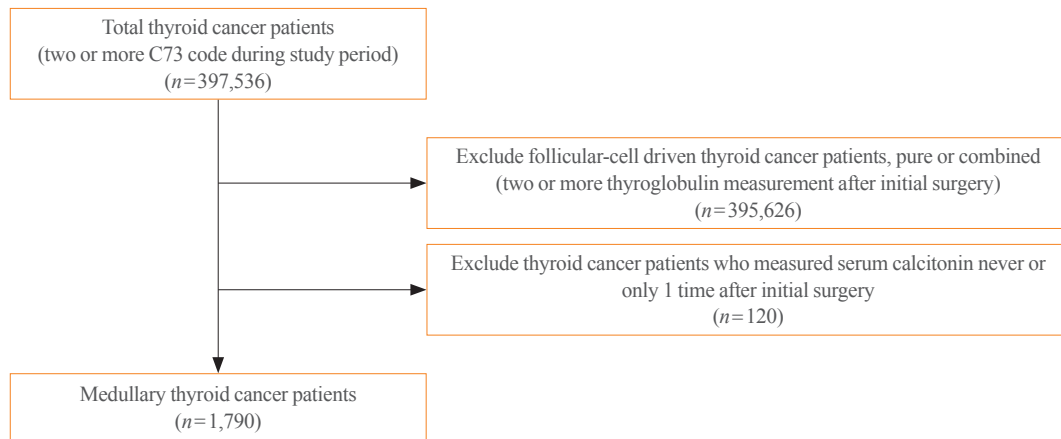 Total thyroid cancer patients
(two or more C73 code during study period)
(n=397,536)
Exclude follicular-cell driven thyroid cancer patients, pure or combined
(two or more thyroglobulin measurement after initial surgery)
(n=395,626)
Exclude thyroid cancer patients who measured serum calcitonin never or
only 1 time after initial surgery
(n=120)
Medullary thyroid cancer patients
(n=1,790)